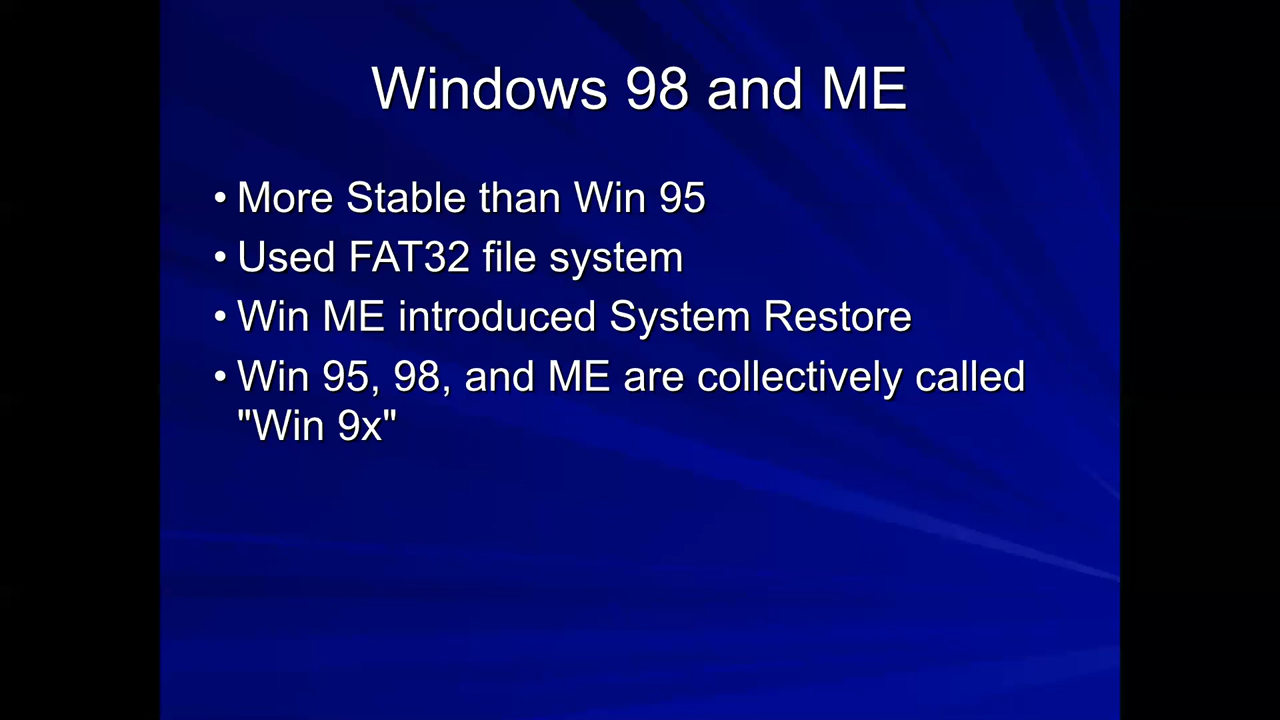 Windows 98 and ME
• More Stable than Win 95
• Used FAT32 file system
• Win ME introduced System Restore
• Win 95, 98, and ME are collectively called
"Win 9x"